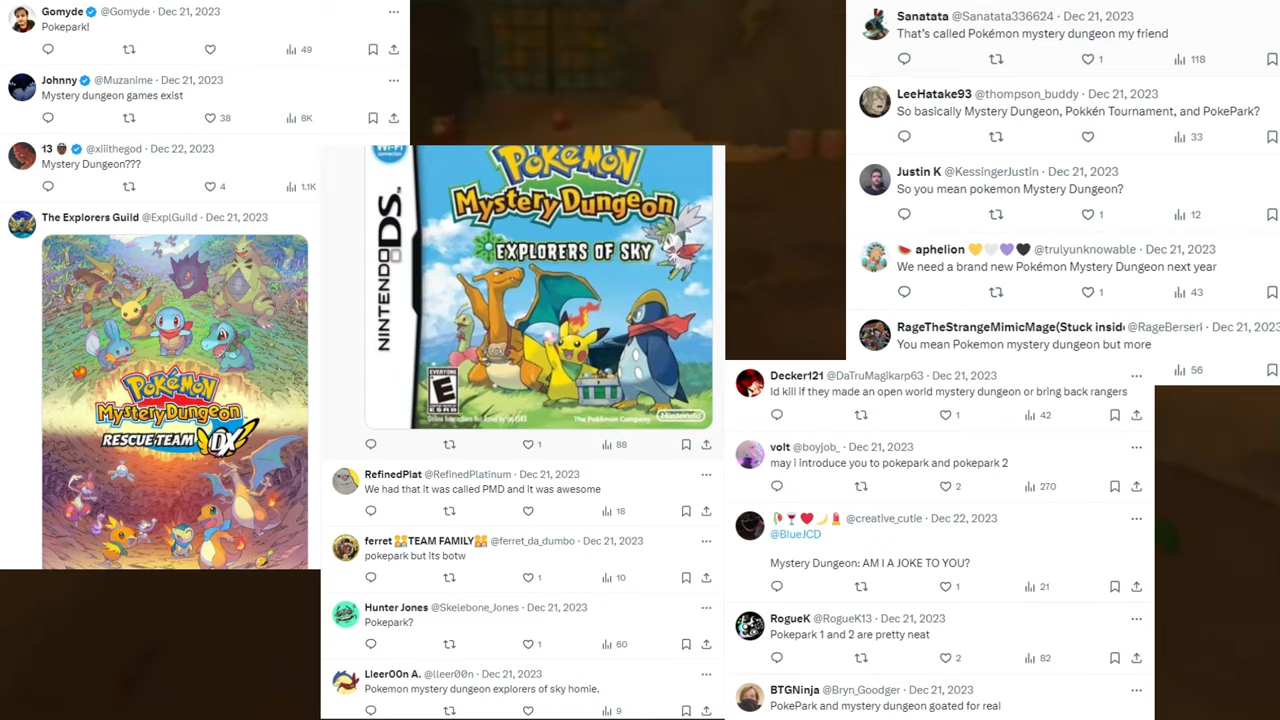 Gomyde @Gomyde · Dec 21, 2023
Pokepark!
49
Johnny @Muzanime · Dec 21, 2023
Mystery dungeon games exist
38 8K
13 @xiiithegod · Dec 22, 2023
Mystery Dungeon???
4 1.1K
The Explorers Guild @ExplGuild · Dec 21, 2023
POKéMON
Mystery Dungeon
RESCUE TEAM DX
Wi-Fi
CONNECTION
NINTENDO DS
POKéMON
Mystery Dungeon
EXPLORERS OF SKY
EVERYONE
E
ESRB
The Pokémon Company
Nintendo
1 88
RefinedPlat @RefinedPlatinum · Dec 21, 2023
We had that it was called PMD and it was awesome
18
ferret TEAM FAMILY @ferret_da_dumbo · Dec 21, 2023
pokepark but its botw
1 10
Hunter Jones @Skelebone_Jones · Dec 21, 2023
Pokepark?
1 60
Lleer00n A. @lleer00n · Dec 21, 2023
Pokemon mystery dungeon explorers of sky homie.
9
Sanatata @Sanatata336624 · Dec 21, 2023
That's called Pokémon mystery dungeon my friend
1 118
LeeHatake93 @thompson_buddy · Dec 21, 2023
So basically Mystery Dungeon, Pokkén Tournament, and PokePark?
33
Justin K @KessingerJustin · Dec 21, 2023
So you mean pokemon Mystery Dungeon?
1 12
🍉 aphelion 💛🤍💜🖤 @trulyunknowable · Dec 21, 2023
We need a brand new Pokémon Mystery Dungeon next year
1 43
RageTheStrangeMimicMage(Stuck insid @RageBerserl · Dec 21, 2023
You mean Pokemon mystery dungeon but more
56
Decker121 @DaTruMagikarp63 · Dec 21, 2023
Id kill if they made an open world mystery dungeon or bring back rangers
1 42
volt @boyjob_ · Dec 21, 2023
may i introduce you to pokepark and pokepark 2
2 270
@creative_cutie · Dec 22, 2023
@BlueJCD
Mystery Dungeon: AM I A JOKE TO YOU?
1 21
RogueK @RogueK13 · Dec 21, 2023
Pokepark 1 and 2 are pretty neat
2 82
BTGNinja @Bryn_Goodger · Dec 21, 2023
PokePark and mystery dungeon goated for real